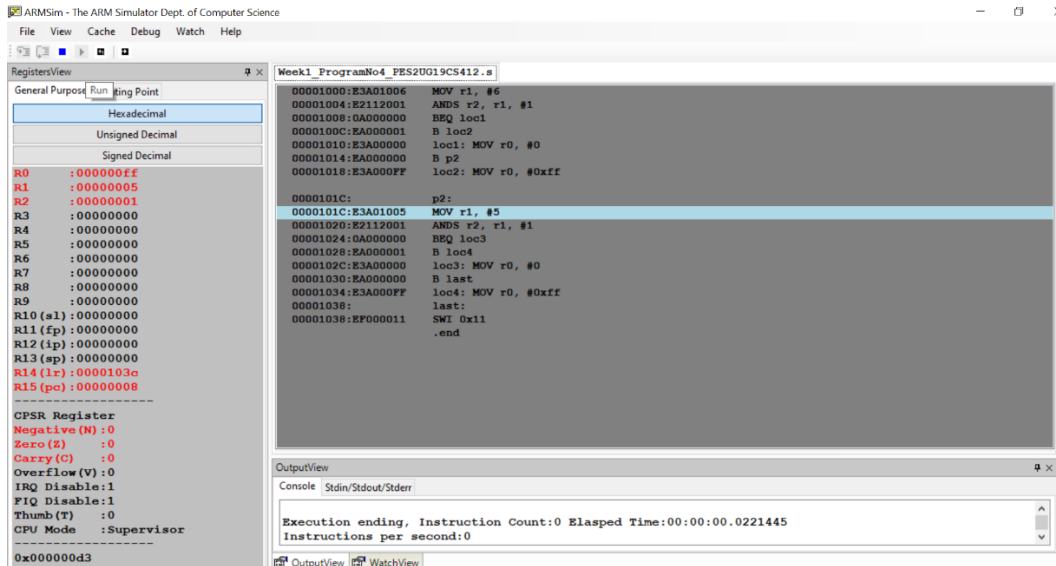 ARMSim - The ARM Simulator Dept. of Computer Science
File View Cache Debug Watch Help
RegistersView
General Purpose Run ting Point
Hexadecimal
Unsigned Decimal
Signed Decimal
R0 :000000ff
R1 :00000005
R2 :00000001
R3 :00000000
R4 :00000000
R5 :00000000
R6 :00000000
R7 :00000000
R8 :00000000
R9 :00000000
R10(sl):00000000
R11(fp):00000000
R12(ip):00000000
R13(sp):00000000
R14(lr):0000103c
R15(pc):00000008
-------------------
CPSR Register
Negative(N):0
Zero(Z) :0
Carry(C) :0
Overflow(V):0
IRQ Disable:1
FIQ Disable:1
Thumb(T) :0
CPU Mode :Supervisor
-------------------
0x000000d3
Week1_ProgramNo4_PES2UG19CS412.s
00001000:E3A01006 MOV r1, #6
00001004:E2112001 ANDS r2, r1, #1
00001008:0A000000 BEQ loc1
0000100C:EA000001 B loc2
00001010:E3A00000 loc1: MOV r0, #0
00001014:EA000000 B p2
00001018:E3A000FF loc2: MOV r0, #0xff
0000101C: p2:
0000101C:E3A01005 MOV r1, #5
00001020:E2112001 ANDS r2, r1, #1
00001024:0A000000 BEQ loc3
00001028:EA000001 B loc4
0000102C:E3A00000 loc3: MOV r0, #0
00001030:EA000000 B last
00001034:E3A000FF loc4: MOV r0, #0xff
00001038: last:
00001038:EF000011 SWI 0x11
.end
OutputView
Console Stdin/Stdout/Stderr
Execution ending, Instruction Count:0 Elasped Time:00:00:00.0221445
Instructions per second:0
OutputView WatchView